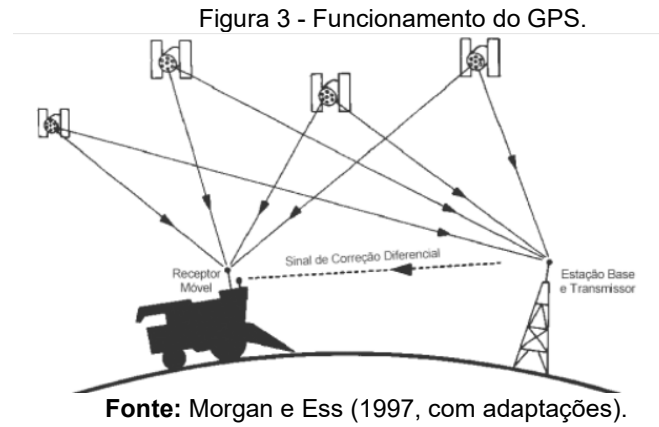 Figura 3 - Funcionamento do GPS.
Sinal de Correção Diferencial
Receptor
Móvel
Estação Base
e Transmissor
Fonte: Morgan e Ess (1997, com adaptações).